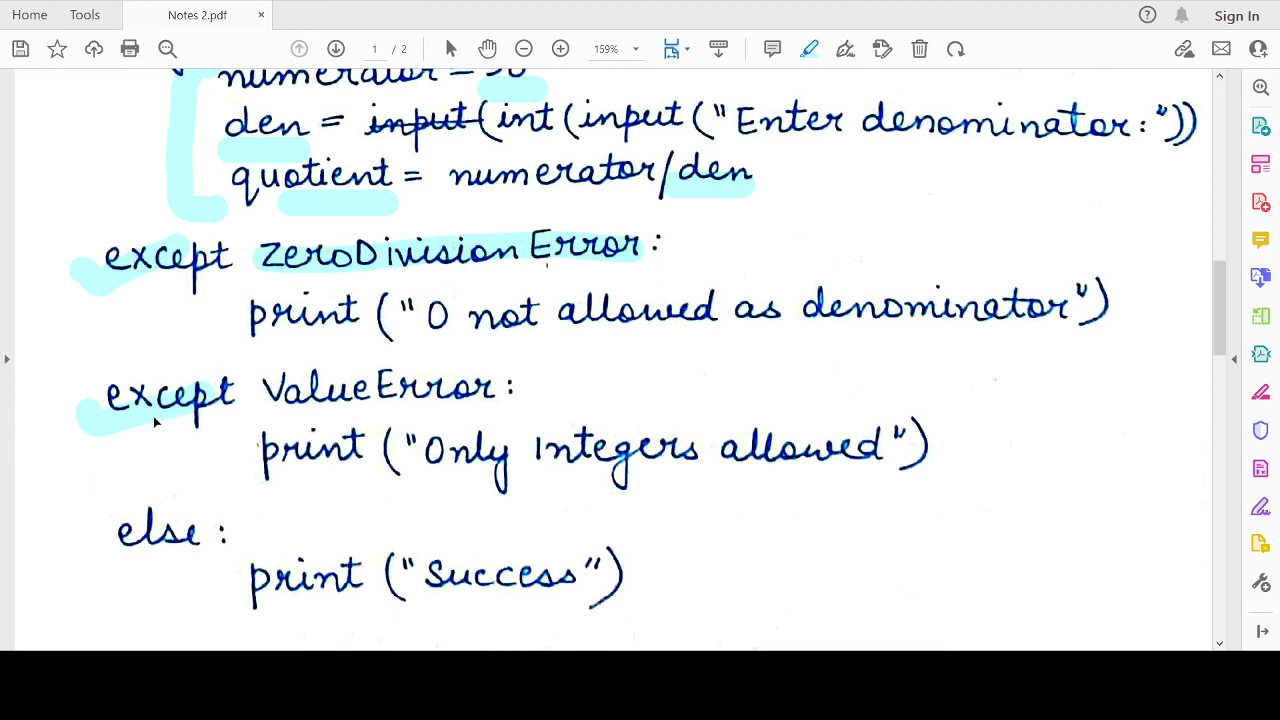 Home Tools Notes 2.pdf × Sign In
1 / 2 159%
numerator = 
den = input(int(input("Enter denominator:"))
quotient = numerator/den
except ZeroDivisionError:
print ("0 not allowed as denominator")
except ValueError:
print ("Only Integers allowed")
else:
print ("Success")